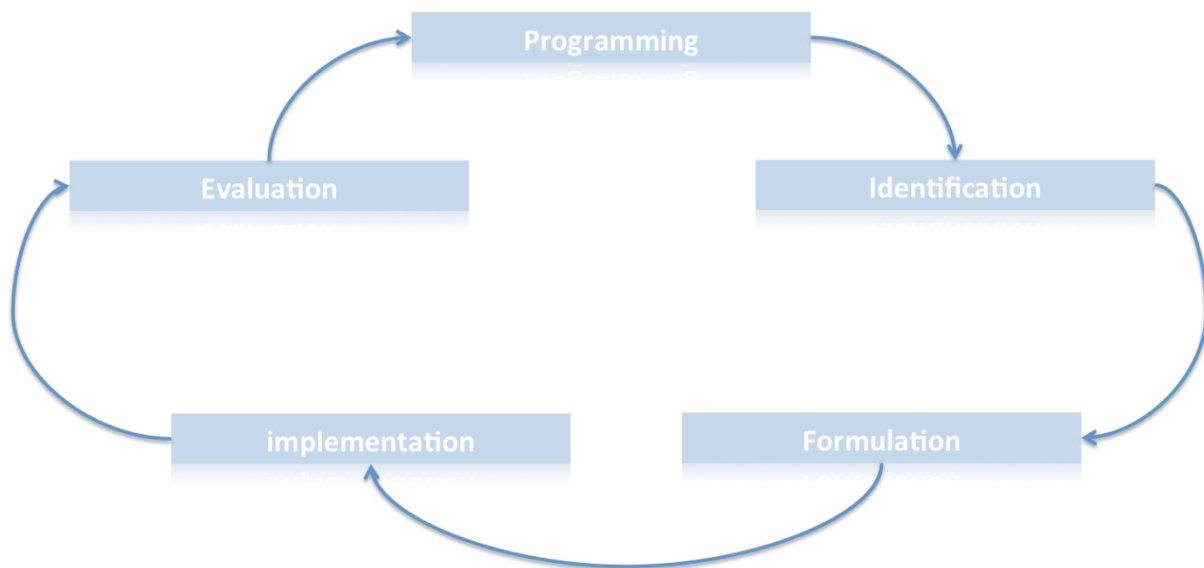 Programming
Evaluation
Identification
implementation
Formulation